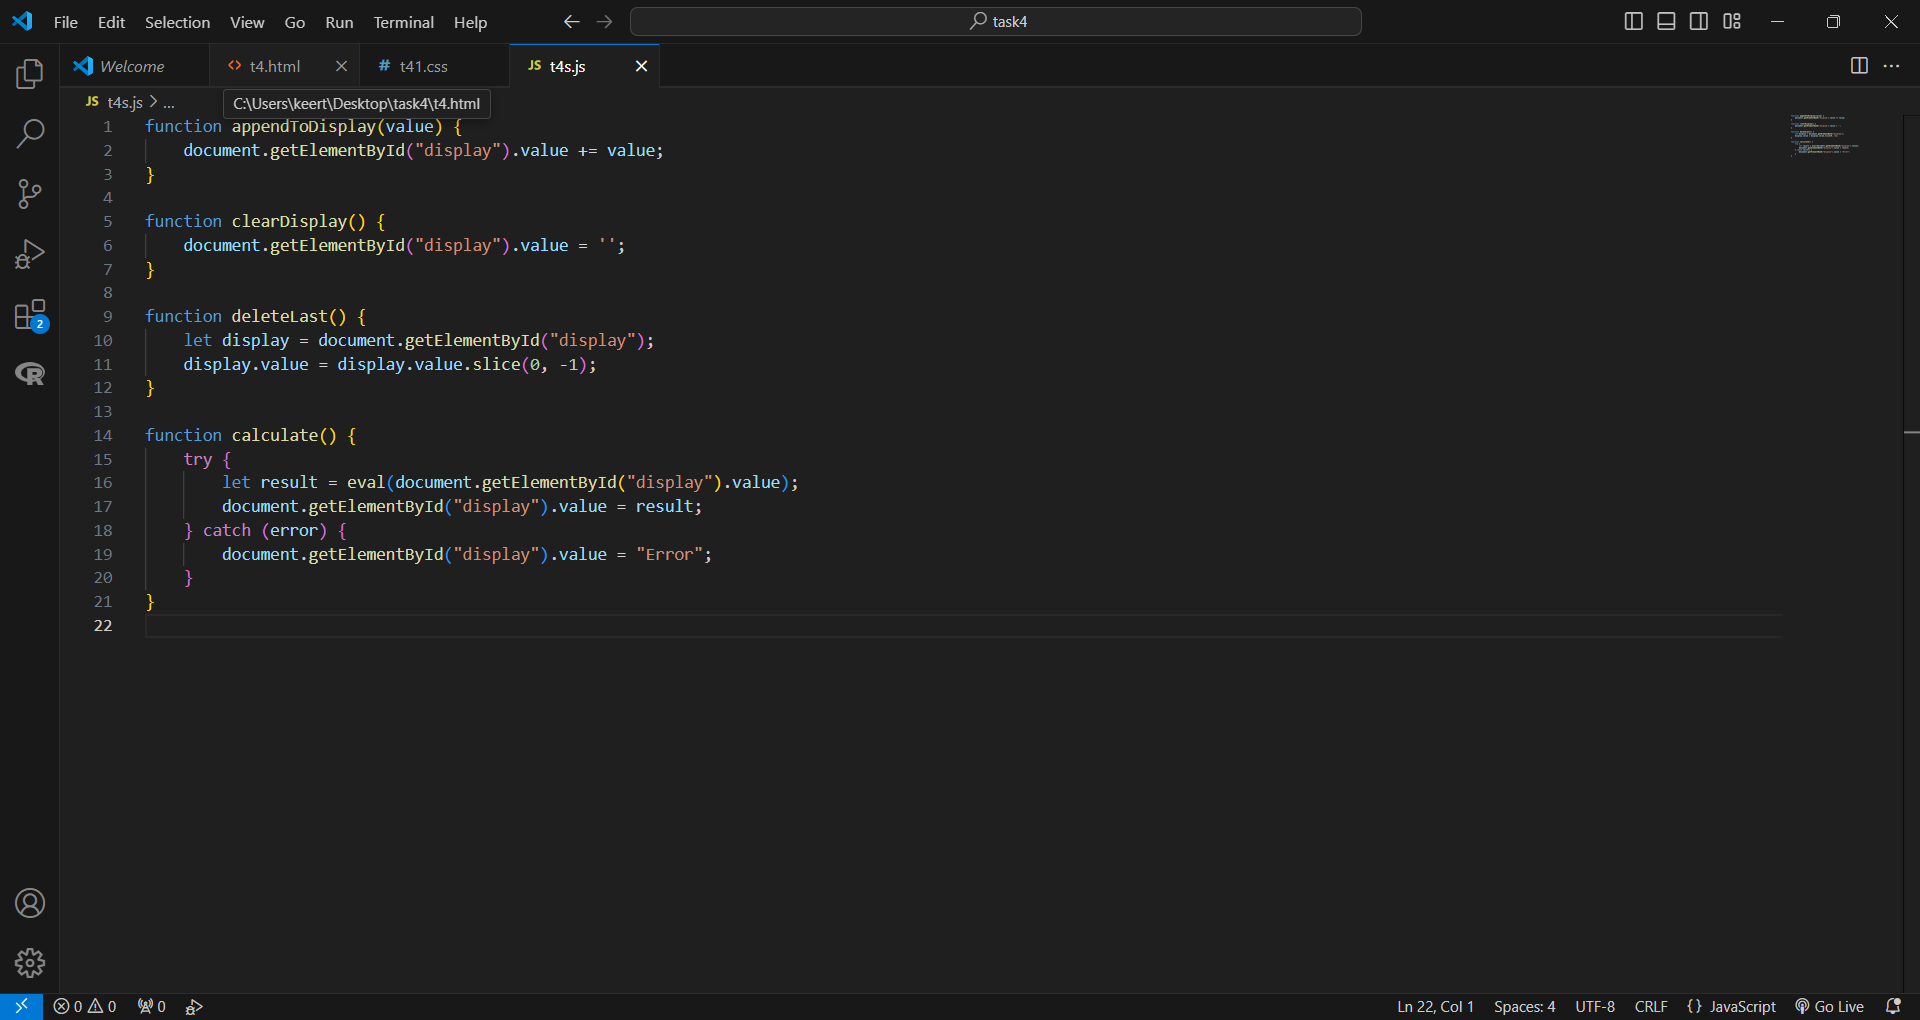 File Edit Selection View Go Run Terminal Help task4
Welcome <> t4.html # t41.css JS t4s.js
JS t4s.js > ...
C:\Users\keert\Desktop\task4\t4.html
1 function appendToDisplay(value) {
2 document.getElementById("display").value += value;
3 }
4
5 function clearDisplay() {
6 document.getElementById("display").value = '';
7 }
8
9 function deleteLast() {
10 let display = document.getElementById("display");
11 display.value = display.value.slice(0, -1);
12 }
13
14 function calculate() {
15 try {
16 let result = eval(document.getElementById("display").value);
17 document.getElementById("display").value = result;
18 } catch (error) {
19 document.getElementById("display").value = "Error";
20 }
21 }
22
2
R
0 0 0 Ln 22, Col 1 Spaces: 4 UTF-8 CRLF {} JavaScript Go Live